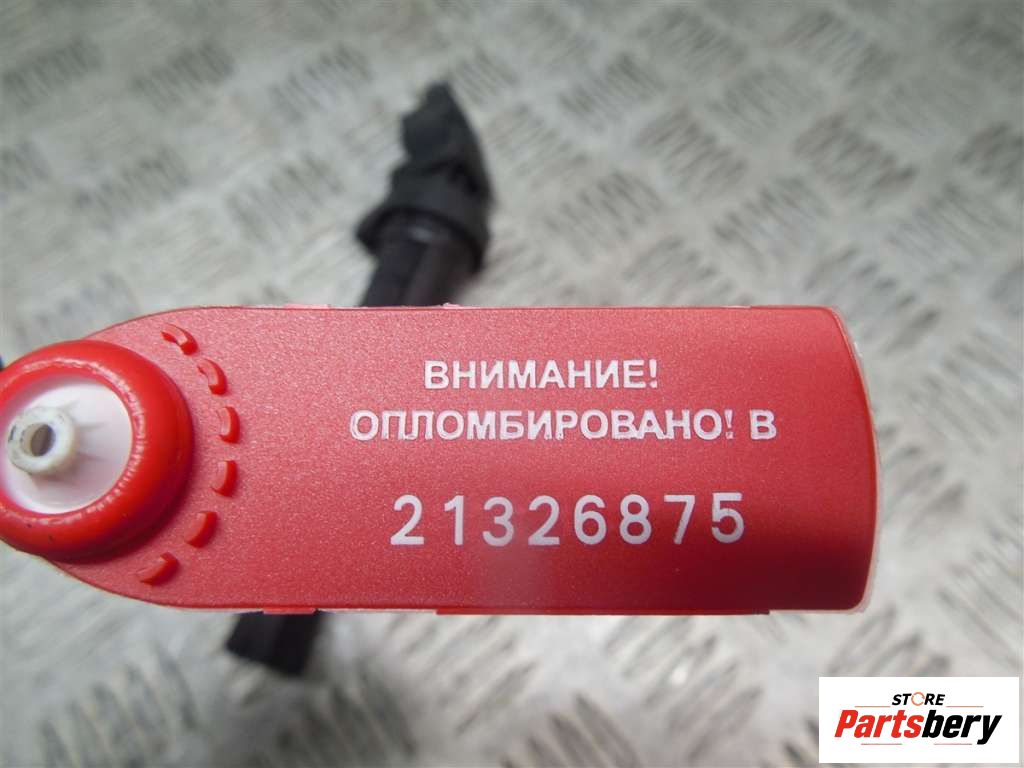 ВНИМАНИЕ!
ОПЛОМБИРОВАНО! В
21326875
STORE
Partsbery